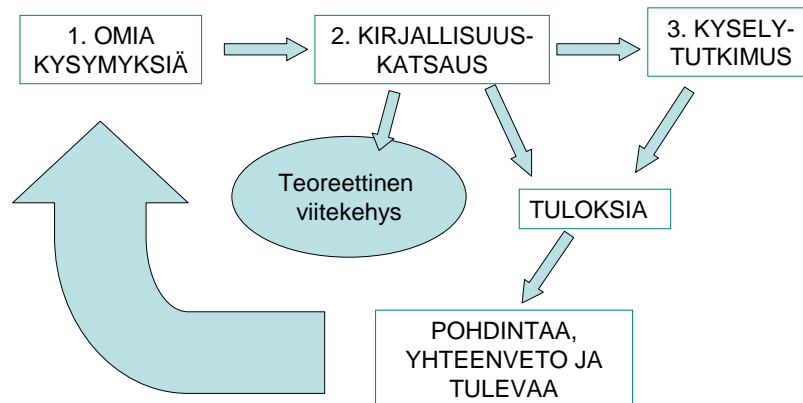 1. OMIA
KYSYMYKSIÄ
2. KIRJALLISUUS-
KATSAUS
3. KYSELY-
TUTKIMUS
Teoreettinen
viitekehys
TULOKSIA
POHDINTAA,
YHTEENVETO JA
TULEVAA